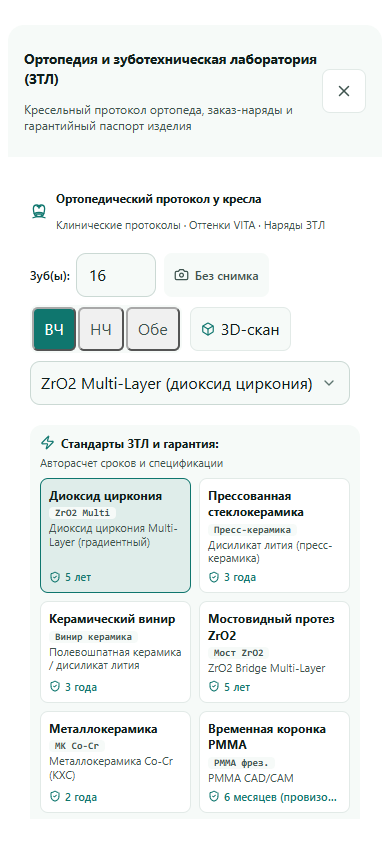 Ортопедия и зуботехническая лаборатория
(ЗТЛ)
Кресельный протокол ортопеда, заказ-наряды и
гарантийный паспорт изделия
Ортопедический протокол у кресла
Клинические протоколы · Оттенки VITA · Наряды ЗТЛ
Зуб(ы):
16
Без снимка
ВЧ
НЧ
Обе
3D-скан
ZrO2 Multi-Layer (диоксид циркония)
Стандарты ЗТЛ и гарантия:
Авторасчет сроков и спецификации
Диоксид циркония
ZrO2 Multi
Диоксид циркония Multi-
Layer (градиентный)
5 лет
Прессованная
стеклокерамика
Пресс-керамика
Дисиликат лития (пресс-
керамика)
3 года
Керамический винир
Винир керамика
Полевошпатная керамика
/ дисиликат лития
3 года
Мостовидный протез
ZrO2
Мост ZrO2
ZrO2 Bridge Multi-Layer
5 лет
Металлокерамика
МК Co-Cr
Металлокерамика Co-Cr
(КХС)
2 года
Временная коронка
PMMA
PMMA фрез.
PMMA CAD/CAM
6 месяцев (провизо...